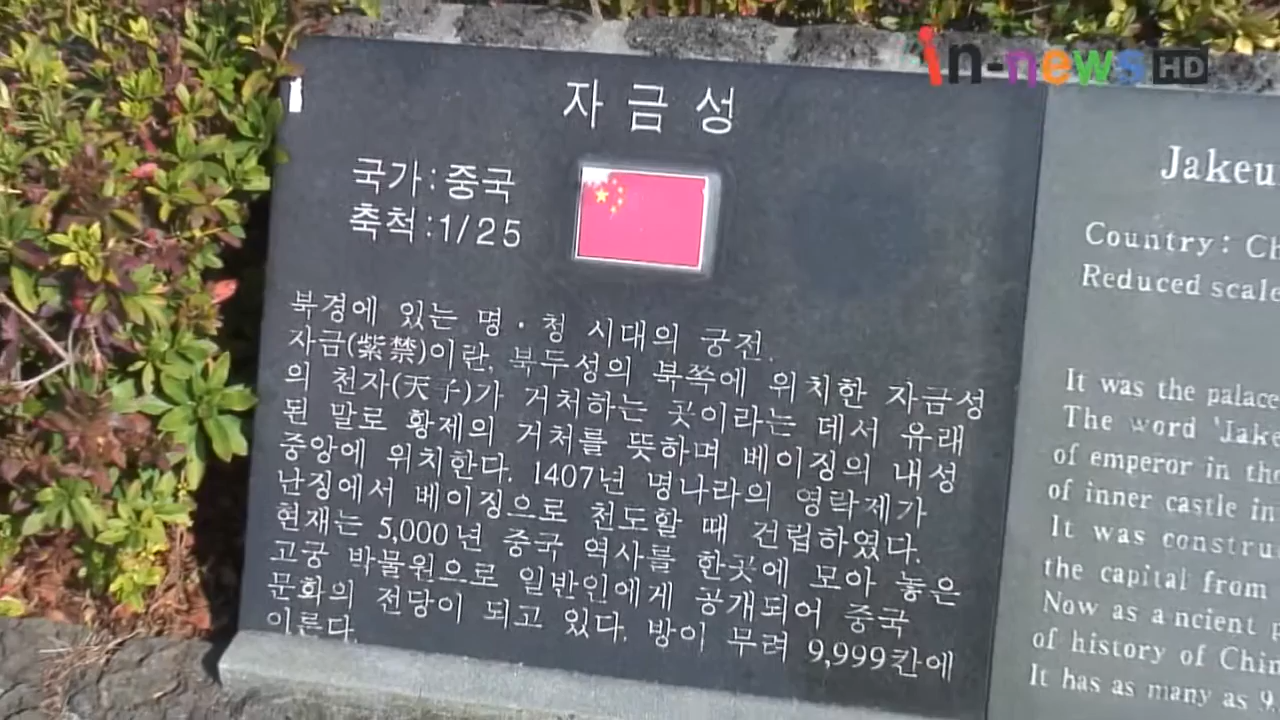 in-news HD
자금성
국가:중국
축척:1/25
북경에 있는 명·청 시대의 궁전.
자금(紫禁)이란, 북두성의 북쪽에 위치한 자금성
의 천자(天子)가 거처하는 곳이라는 데서 유래
된 말로 황제의 거처를 뜻하며 베이징의 내성
중앙에 위치한다. 1407년 명나라의 영락제가
난징에서 베이징으로 천도할 때 건립하였다.
현재는 5,000년 중국 역사를 한곳에 모아 놓은
고궁 박물원으로 일반인에게 공개되어 중국
문화의 전당이 되고 있다. 방이 무려 9,999칸에
이른다.
Jakeu
Country: Ch
Reduced scale
It was the palace
The word 'Jake
of emperor in the
of inner castle in
It was constru
the capital from
Now as a ncient p
of history of Chin
It has as many as 9,